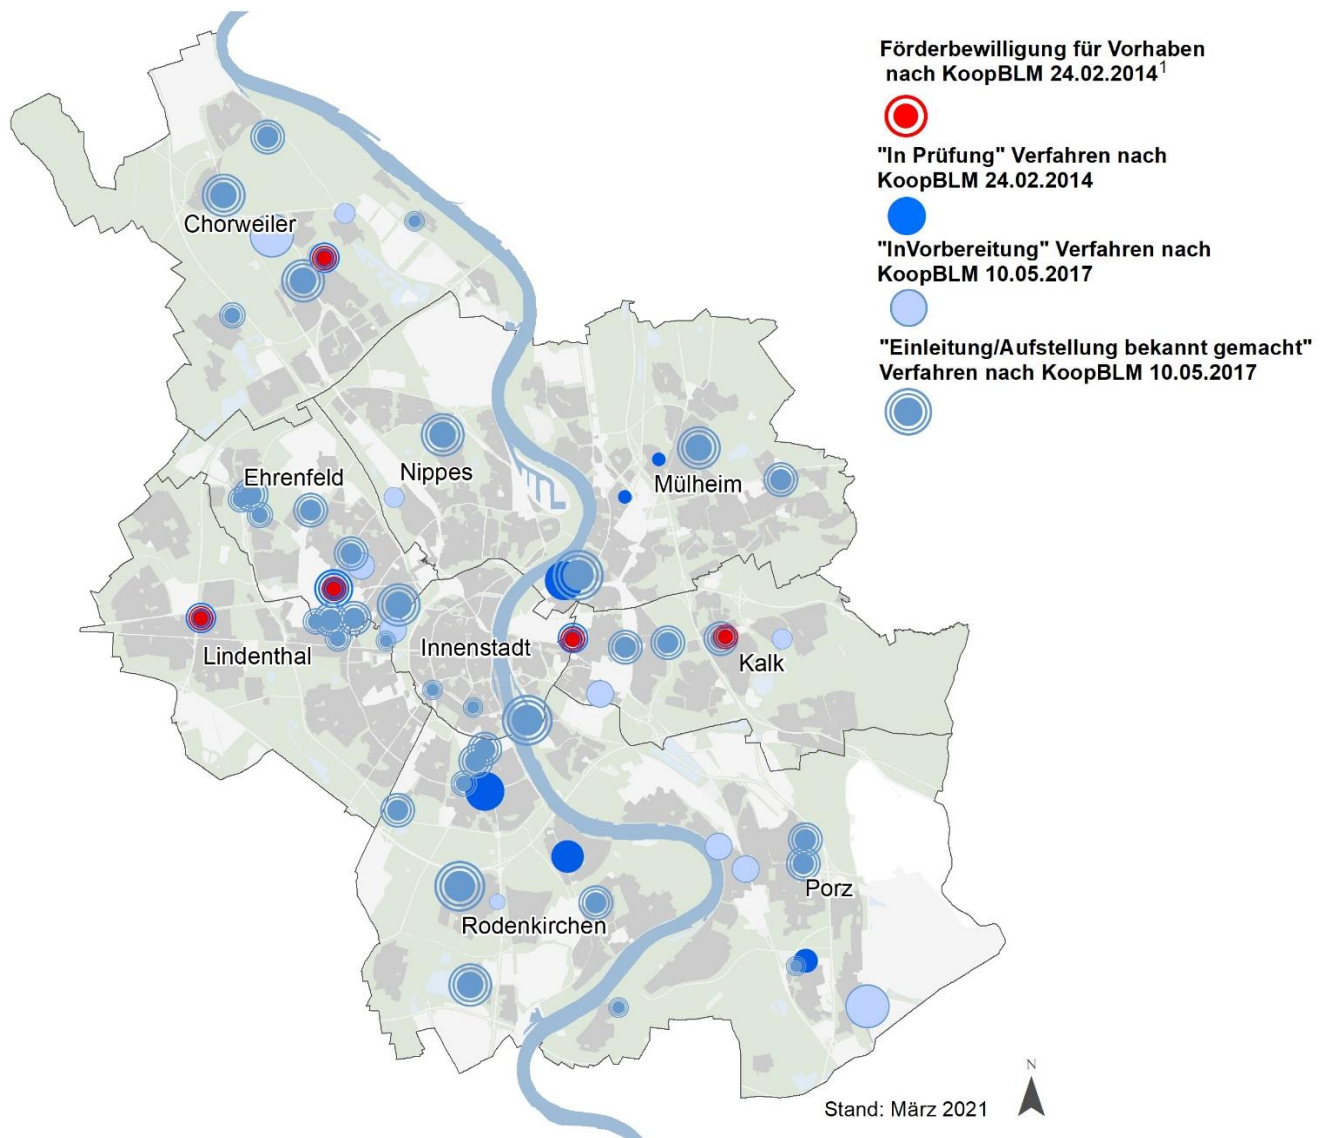 Förderbewilligung für Vorhaben
nach KoopBLM 24.02.2014¹
"In Prüfung" Verfahren nach
KoopBLM 24.02.2014
"InVorbereitung" Verfahren nach
KoopBLM 10.05.2017
"Einleitung/Aufstellung bekannt gemacht"
Verfahren nach KoopBLM 10.05.2017
Chorweiler
Ehrenfeld
Nippes
Mülheim
Lindenthal
Innenstadt
Kalk
Porz
Rodenkirchen
N
Stand: März 2021